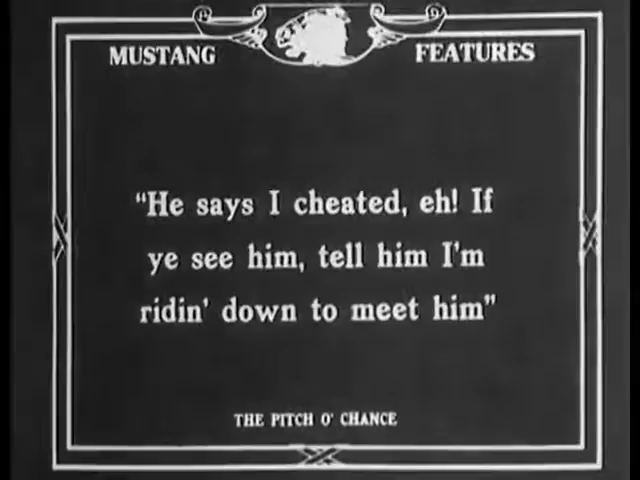 MUSTANG FEATURES
"He says I cheated, eh! If
ye see him, tell him I'm
ridin' down to meet him"
THE PITCH O' CHANCE